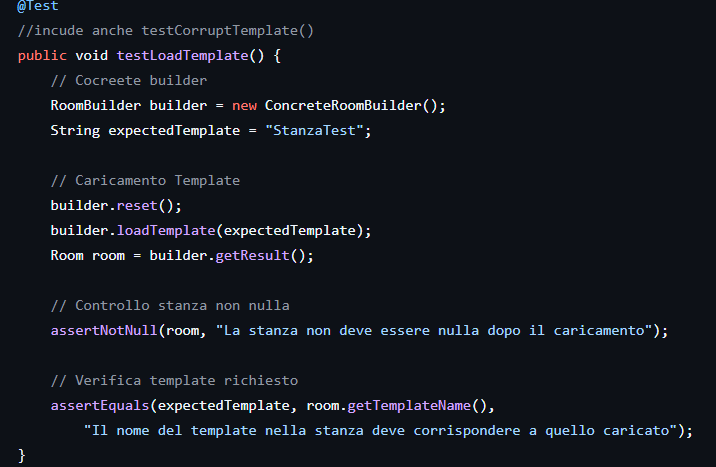 @Test
//incude anche testCorruptTemplate()
public void testLoadTemplate() {
// Cocreete builder
RoomBuilder builder = new ConcreteRoomBuilder();
String expectedTemplate = "StanzaTest";
// Caricamento Template
builder.reset();
builder.loadTemplate(expectedTemplate);
Room room = builder.getResult();
// Controllo stanza non nulla
assertNotNull(room, "La stanza non deve essere nulla dopo il caricamento");
// Verifica template richiesto
assertEquals(expectedTemplate, room.getTemplateName(),
"Il nome del template nella stanza deve corrispondere a quello caricato");
}